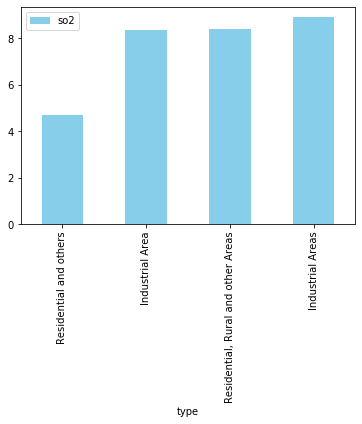 so2
8
6
4
2
0
Residential and others
Industrial Area
Residential, Rural and other Areas
Industrial Areas
type